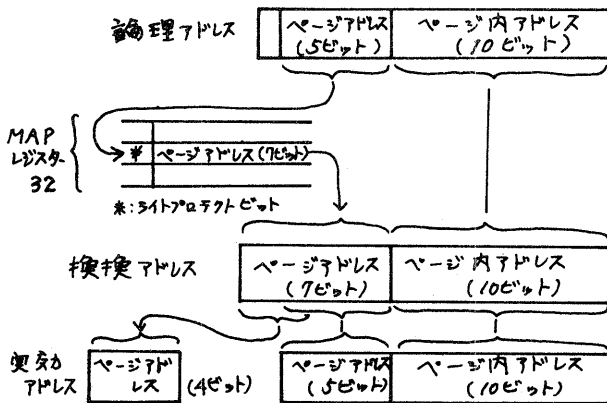 論理アドレス
ページアドレス
(5ビット)
ページ内アドレス
(10ビット)
MAP
レジスター
32
* ページアドレス(7ビット)
*:ライトプロテクトビット
変換アドレス
ページアドレス
(7ビット)
ページ内アドレス
(10ビット)
実効
アドレス
ページアド
レス
(4ビット)
ページアドレス
(5ビット)
ページ内アドレス
(10ビット)